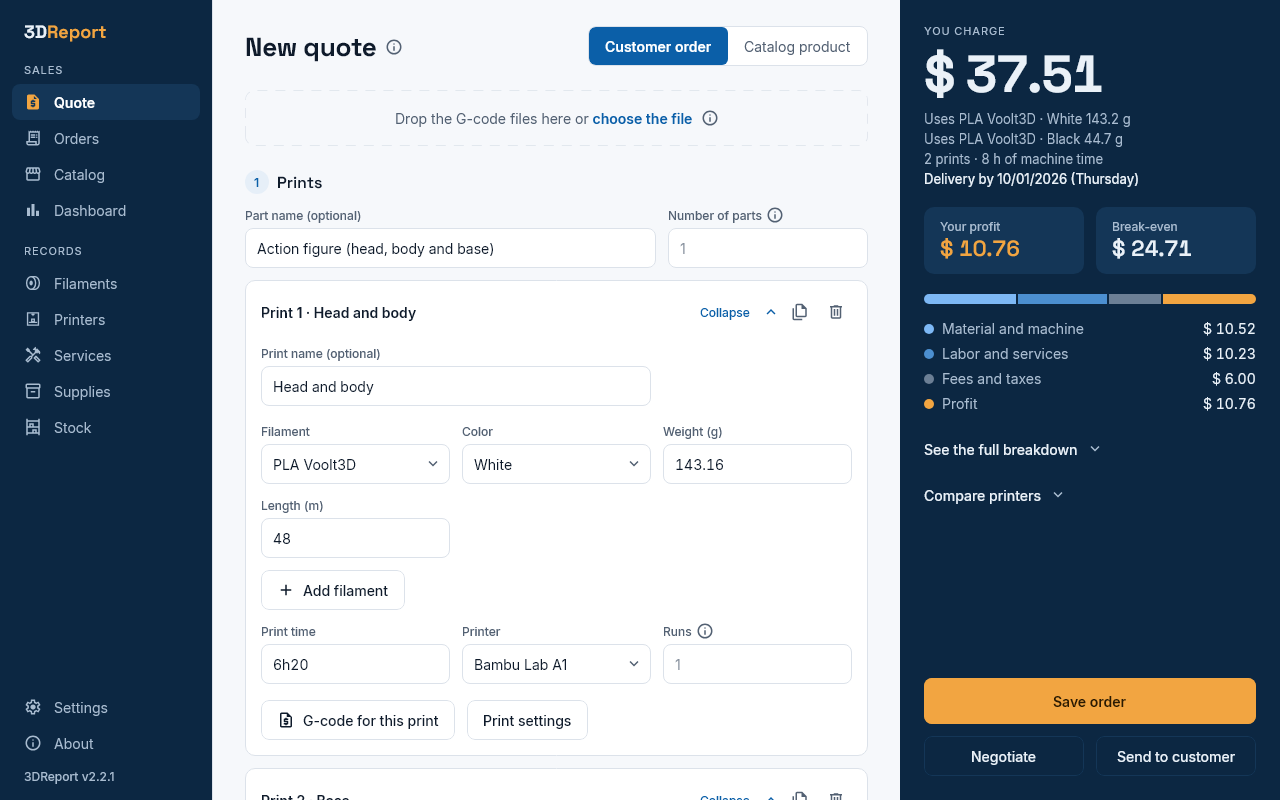 3DReport
SALES
Quote
Orders
Catalog
Dashboard
RECORDS
Filaments
Printers
Services
Supplies
Stock
Settings
About
3DReport v2.2.1
New quote
Customer order
Catalog product
Drop the G-code files here or choose the file
1 Prints
Part name (optional)
Number of parts
Action figure (head, body and base)
1
Print 1 · Head and body
Collapse
Print name (optional)
Head and body
Filament
Color
Weight (g)
PLA Voolt3D
White
143.16
Length (m)
48
Add filament
Print time
Printer
Runs
6h20
Bambu Lab A1
1
G-code for this print
Print settings
Print 2 · Base
Collapse
YOU CHARGE
$ 37.51
Uses PLA Voolt3D · White 143.2 g
Uses PLA Voolt3D · Black 44.7 g
2 prints · 8 h of machine time
Delivery by 10/01/2026 (Thursday)
Your profit
$ 10.76
Break-even
$ 24.71
Material and machine $ 10.52
Labor and services $ 10.23
Fees and taxes $ 6.00
Profit $ 10.76
See the full breakdown
Compare printers
Save order
Negotiate
Send to customer